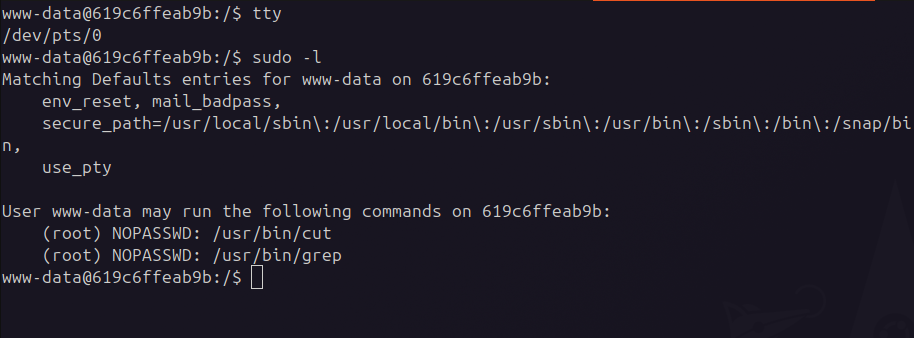 www-data@619c6ffeab9b:/$ tty
/dev/pts/0
www-data@619c6ffeab9b:/$ sudo -l
Matching Defaults entries for www-data on 619c6ffeab9b:
    env_reset, mail_badpass,
    secure_path=/usr/local/sbin\:/usr/local/bin\:/usr/sbin\:/usr/bin\:/sbin\:/bin\:/snap/bi
n,
    use_pty

User www-data may run the following commands on 619c6ffeab9b:
    (root) NOPASSWD: /usr/bin/cut
    (root) NOPASSWD: /usr/bin/grep
www-data@619c6ffeab9b:/$